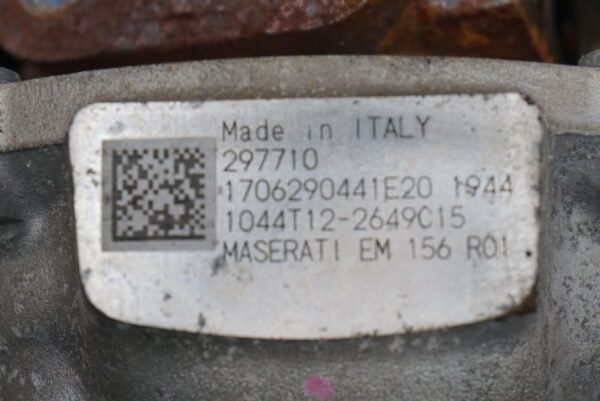 Made in ITALY
297710
1706290441E20 1944
1044T12-2649C15
MASERATI EM 156 R01